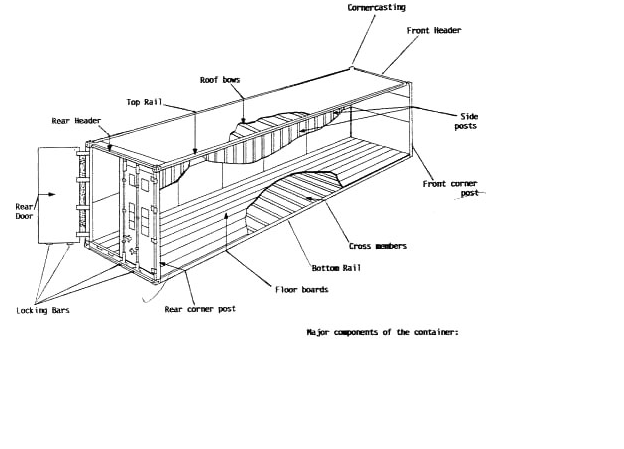 Cornercasting
Front Header
Roof bows
Top Rail
Rear Header
Side
posts
Rear
Door
Front corner
post
Cross members
Bottom Rail
Floor boards
Rear corner post
Locking Bars
Major components of the container: